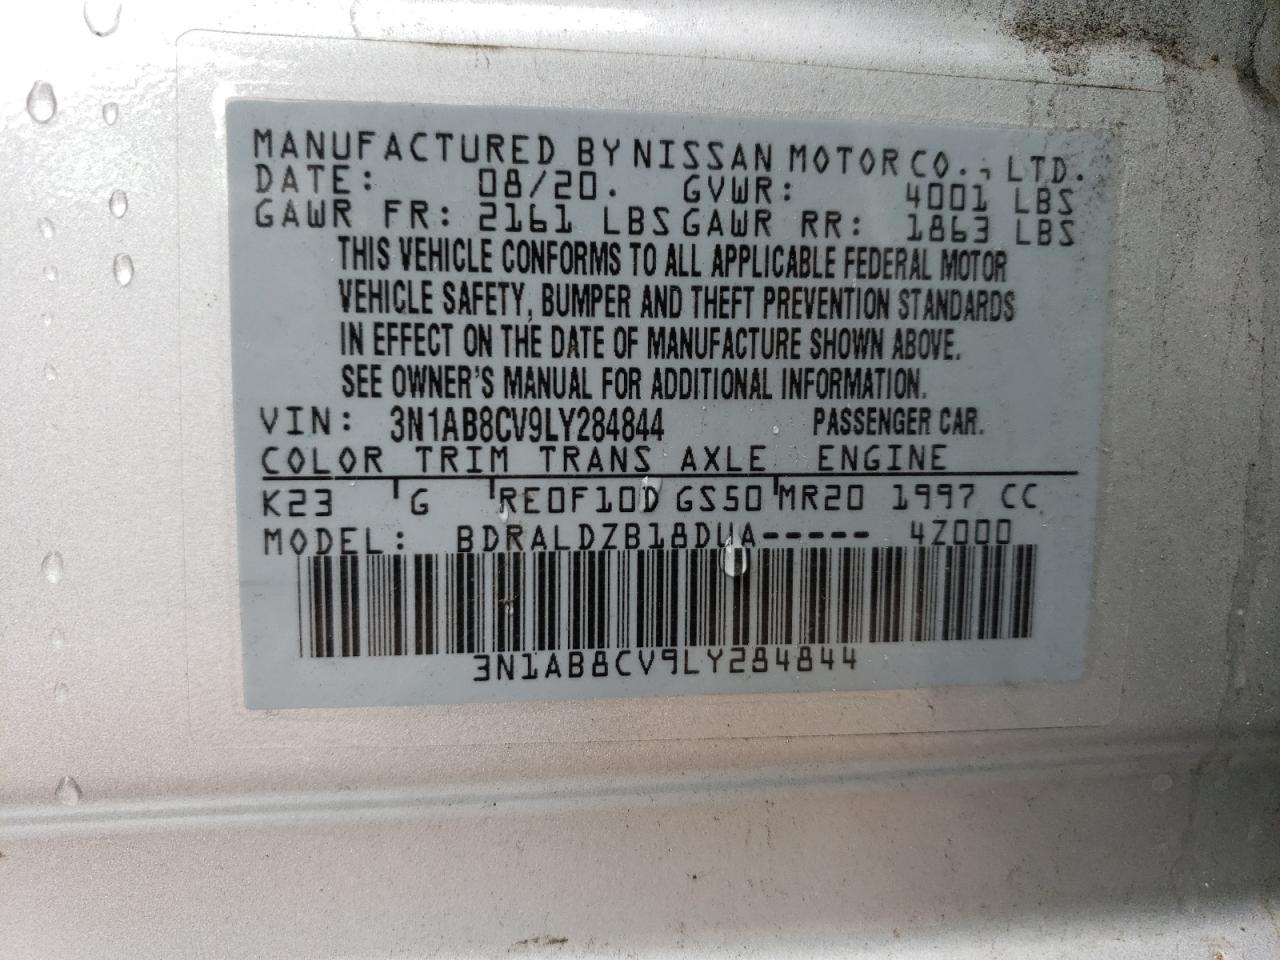 MANUFACTURED BY NISSAN MOTOR CO., LTD.
DATE: 08/20. GVWR: 4001 LBS
GAWR FR: 2161 LBS GAWR RR: 1863 LBS
THIS VEHICLE CONFORMS TO ALL APPLICABLE FEDERAL MOTOR
VEHICLE SAFETY, BUMPER AND THEFT PREVENTION STANDARDS
IN EFFECT ON THE DATE OF MANUFACTURE SHOWN ABOVE.
SEE OWNER'S MANUAL FOR ADDITIONAL INFORMATION.
VIN: 3N1AB8CV9LY284844 PASSENGER CAR.
COLOR TRIM TRANS AXLE ENGINE
K23 G RE0F10D GS50 MR20 1997 CC
MODEL: BDRALDZB18DUA----- 4Z000
3N1AB8CV9LY284844